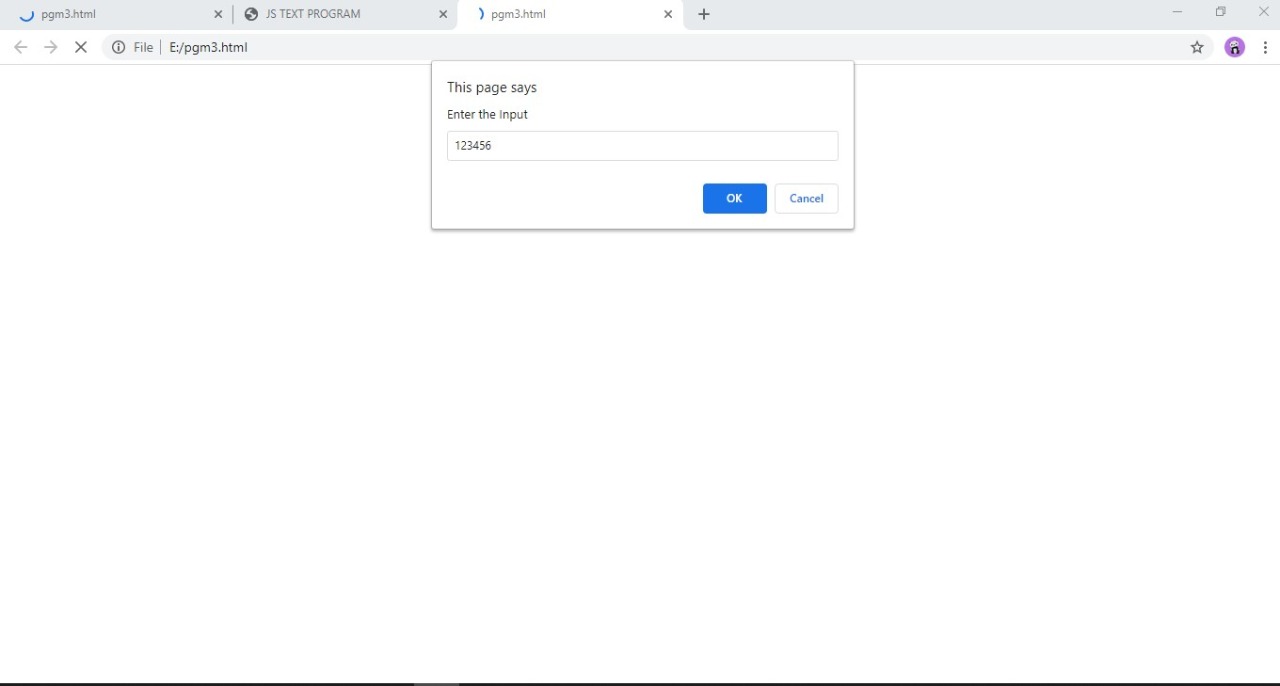 pgm3.html
JS TEXT PROGRAM
pgm3.html
File
E:/pgm3.html
This page says
Enter the Input
123456
OK
Cancel